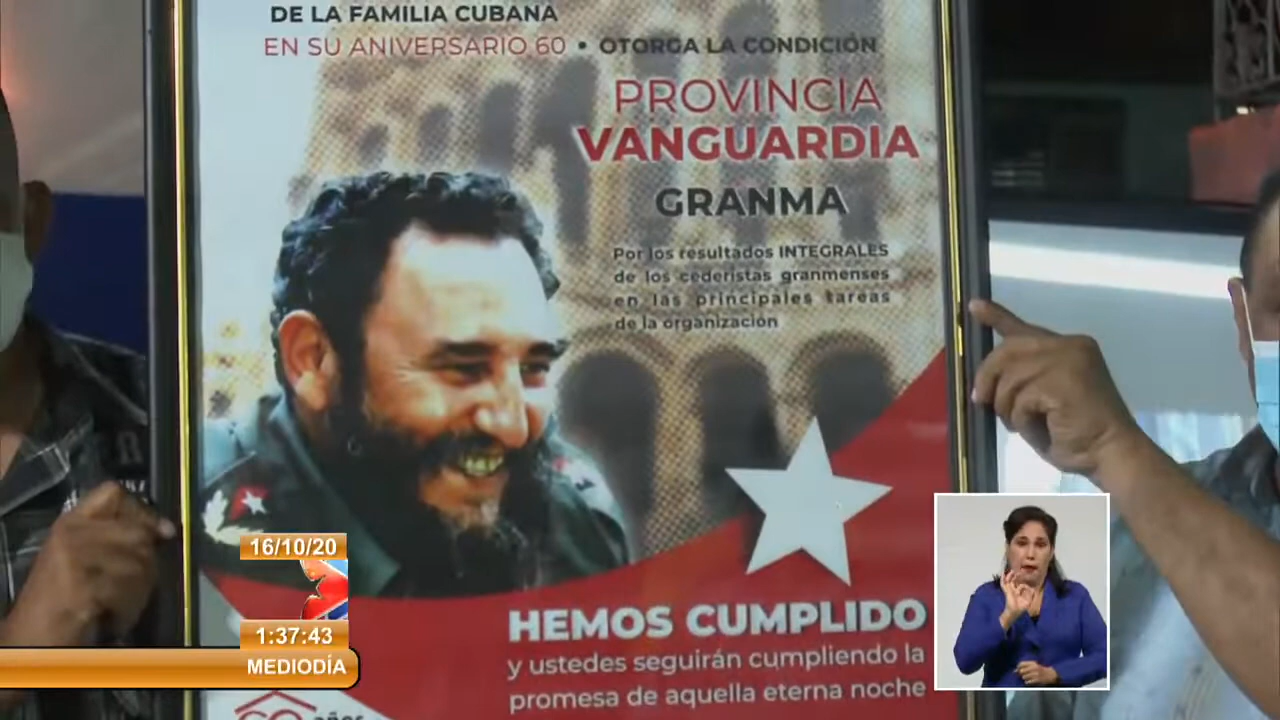 DE LA FAMILIA CUBANA
EN SU ANIVERSARIO 60 • OTORGA LA CONDICIÓN
PROVINCIA
VANGUARDIA
GRANMA
Por los resultados INTEGRALES
de los cederistas granmenses
en las principales tareas
de la organización
HEMOS CUMPLIDO
y ustedes seguirán cumpliendo la
promesa de aquella eterna noche
años
16/10/20
1:37:43
MEDIODÍA